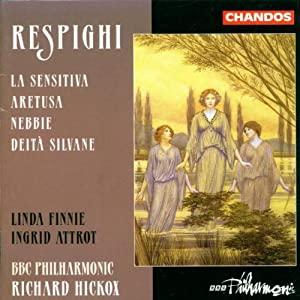 CHANDOS
RESPIGHI
LA SENSITIVA
ARETUSA
NEBBIE
DEITÀ SILVANE
LINDA FINNIE
INGRID ATTROT
BBC PHILHARMONIC
RICHARD HICKOX
BBC Philharmonic